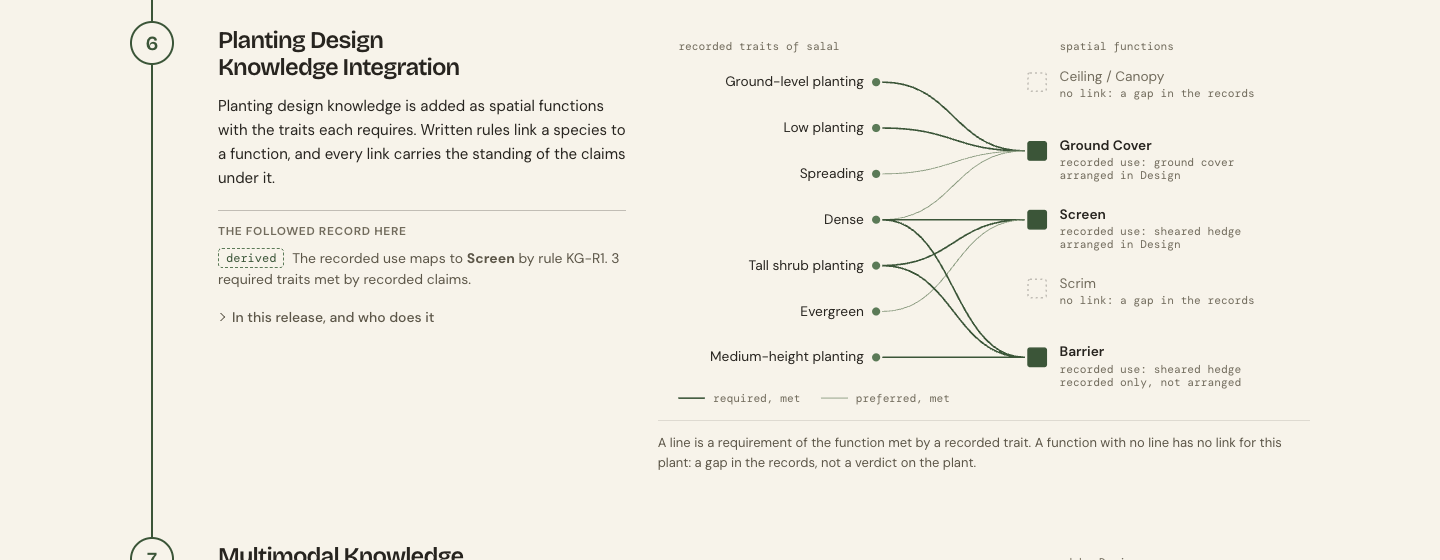 6
Planting Design
Knowledge Integration
Planting design knowledge is added as spatial functions
with the traits each requires. Written rules link a species to
a function, and every link carries the standing of the claims
under it.
THE FOLLOWED RECORD HERE
derived The recorded use maps to Screen by rule KG-R1. 3
required traits met by recorded claims.
> In this release, and who does it
recorded traits of salal
Ground-level planting
Low planting
Spreading
Dense
Tall shrub planting
Evergreen
Medium-height planting
spatial functions
Ceiling / Canopy
no link: a gap in the records
Ground Cover
recorded use: ground cover
arranged in Design
Screen
recorded use: sheared hedge
arranged in Design
Scrim
no link: a gap in the records
Barrier
recorded use: sheared hedge
recorded only, not arranged
required, met
preferred, met
A line is a requirement of the function met by a recorded trait. A function with no line has no link for this
plant: a gap in the records, not a verdict on the plant.
7
Multimodal Knowledge